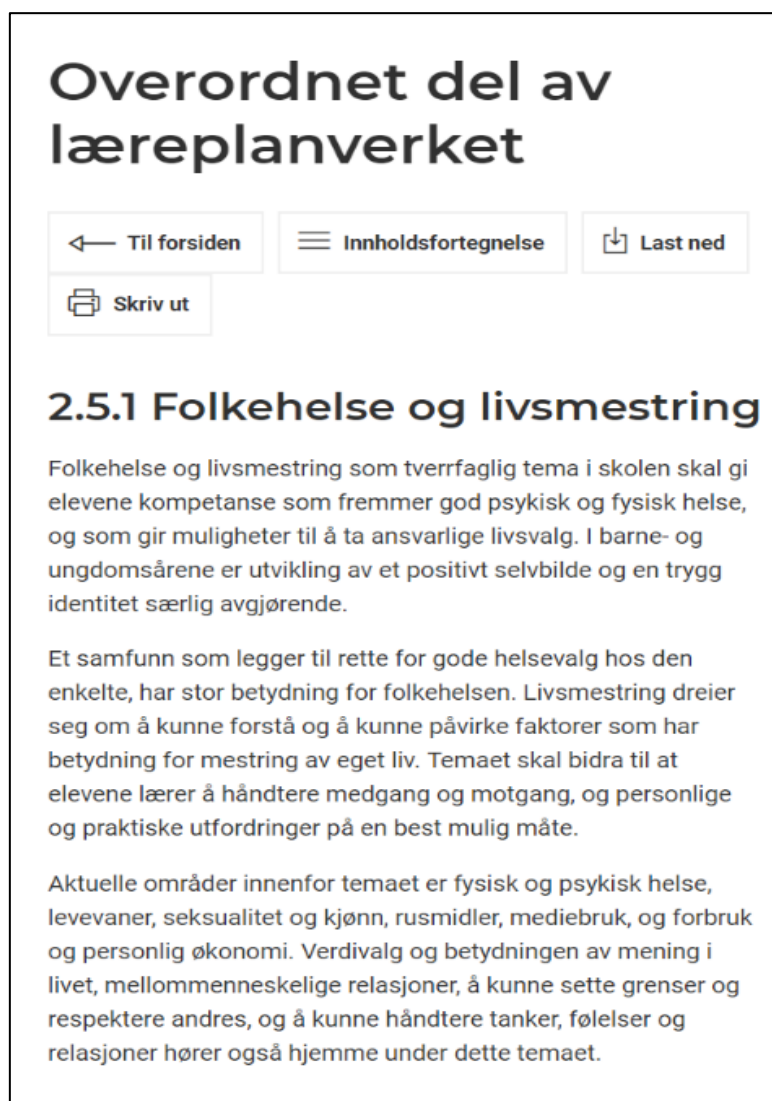 Overordnet del av
læreplanverket
Til forsiden
Innholdsfortegnelse
Last ned
Skriv ut
2.5.1 Folkehelse og livsmestring
Folkehelse og livsmestring som tverrfaglig tema i skolen skal gi
elevene kompetanse som fremmer god psykisk og fysisk helse,
og som gir muligheter til å ta ansvarlige livsvalg. I barne- og
ungdomsårene er utvikling av et positivt selvbilde og en trygg
identitet særlig avgjørende.
Et samfunn som legger til rette for gode helsevalg hos den
enkelte, har stor betydning for folkehelsen. Livsmestring dreier
seg om å kunne forstå og å kunne påvirke faktorer som har
betydning for mestring av eget liv. Temaet skal bidra til at
elevene lærer å håndtere medgang og motgang, og personlige
og praktiske utfordringer på en best mulig måte.
Aktuelle områder innenfor temaet er fysisk og psykisk helse,
levevaner, seksualitet og kjønn, rusmidler, mediebruk, og forbruk
og personlig økonomi. Verdivalg og betydningen av mening i
livet, mellommenneskelige relasjoner, å kunne sette grenser og
respektere andres, og å kunne håndtere tanker, følelser og
relasjoner hører også hjemme under dette temaet.